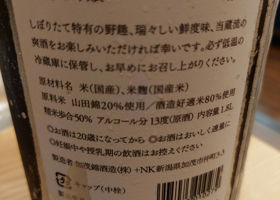 しぼりたて特有の野趣、瑞々しい鮮度味、当蔵流の
爽酒をお楽しみいただければ幸いです。必ず低温の
冷蔵庫に保管し、お早めにお召し上がりください。
原材料名 米(国産)、米麹(国産)
原料米 山田錦20%使用/酒造好適米80%使用
精米歩合50% アルコール分 13度(原酒) 内容量1.8L
◎お酒は20歳になってから ◎お酒はおいしく適量に
◎妊娠中や授乳期の飲酒はお控えください
製造者 加茂錦酒造(株) +NK新潟県加茂市仲町3.3
キャップ(中栓)